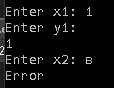 Enter x1: 1
Enter y1:
1
Enter x2: в
Error